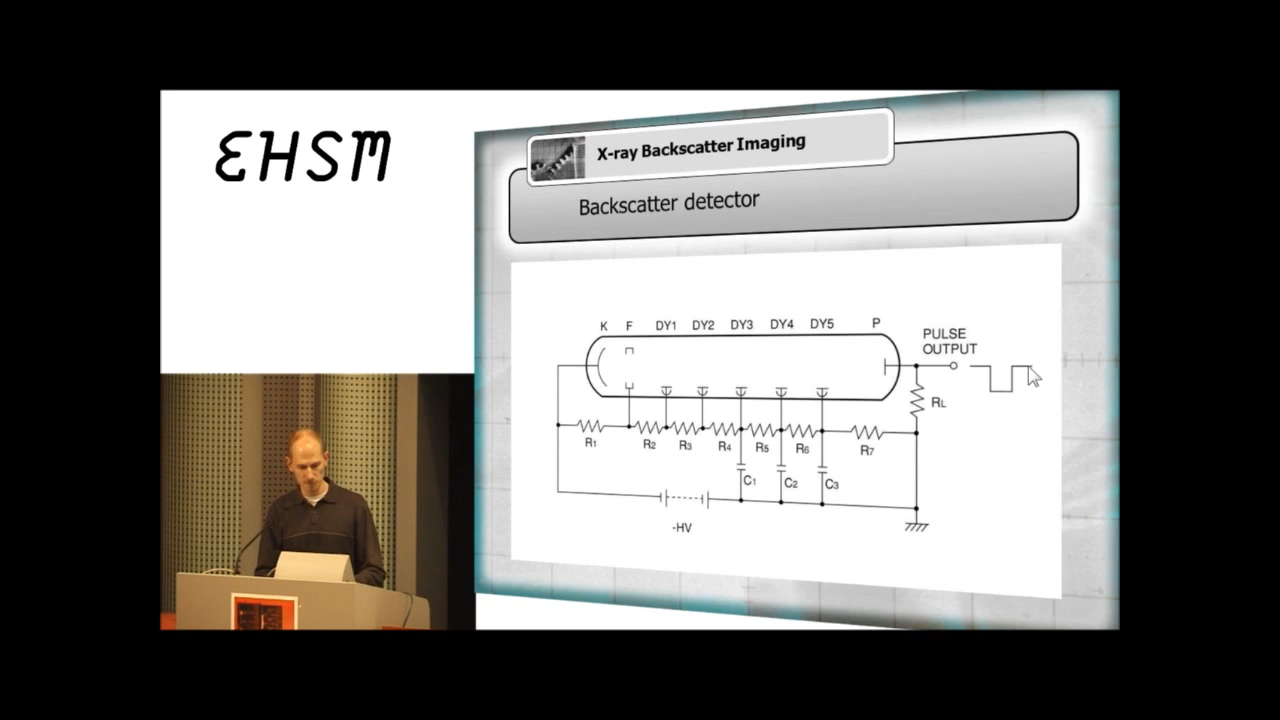 EHSM
X-ray Backscatter Imaging
Backscatter detector
K F DY1 DY2 DY3 DY4 DY5 P
PULSE
OUTPUT
RL
R1 R2 R3 R4 R5 R6 R7
C1 C2 C3
-HV